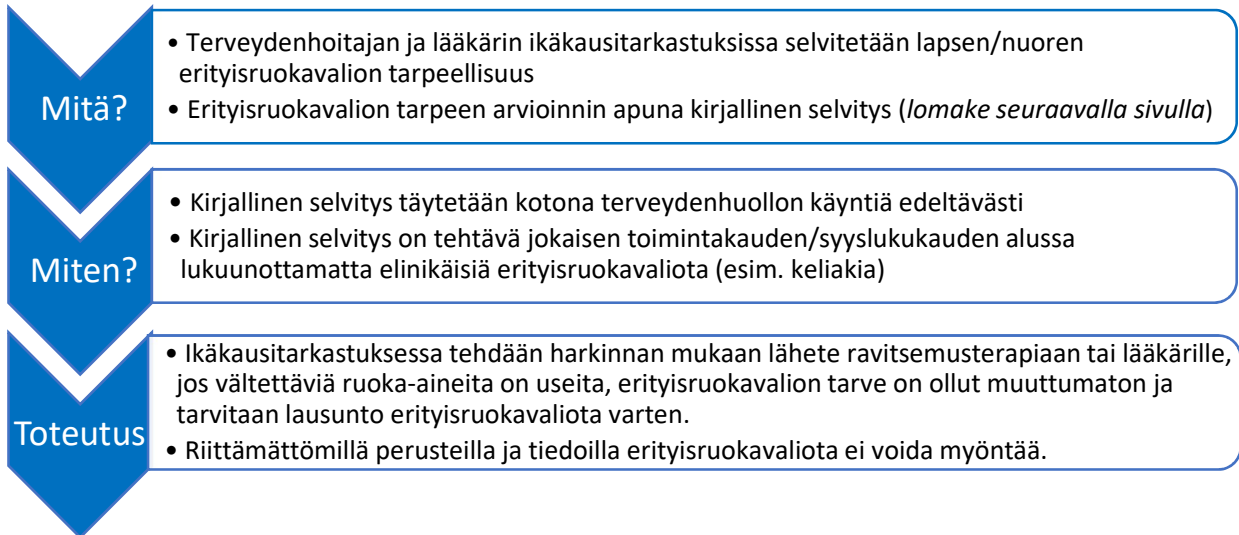 Mitä?
• Terveydenhoitajan ja lääkärin ikäkausitarkastuksissa selvitetään lapsen/nuoren
erityisruokavalion tarpeellisuus
• Erityisruokavalion tarpeen arvioinnin apuna kirjallinen selvitys (lomake seuraavalla sivulla)
Miten?
• Kirjallinen selvitys täytetään kotona terveydenhuollon käyntiä edeltävästi
• Kirjallinen selvitys on tehtävä jokaisen toimintakauden/syyslukukauden alussa
lukuunottamatta elinikäisiä erityisruokavaliota (esim. keliakia)
Toteutus
• Ikäkausitarkastuksessa tehdään harkinnan mukaan lähete ravitsemusterapiaan tai lääkärille,
jos vältettäviä ruoka-aineita on useita, erityisruokavalion tarve on ollut muuttumaton ja
tarvitaan lausunto erityisruokavaliota varten.
• Riittämättömillä perusteilla ja tiedoilla erityisruokavaliota ei voida myöntää.